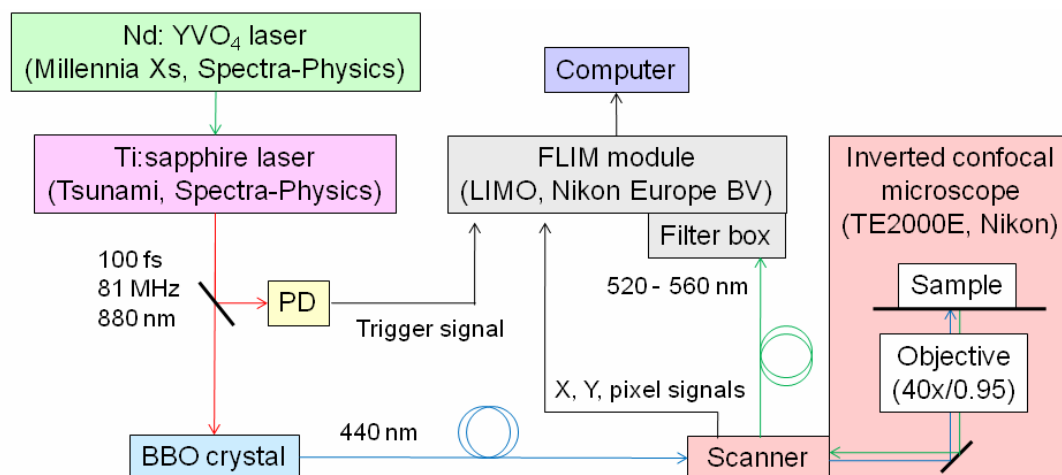 Nd: YVO₄ laser
(Millennia Xs, Spectra-Physics)
Computer
Ti:sapphire laser
(Tsunami, Spectra-Physics)
FLIM module
(LIMO, Nikon Europe BV)
Filter box
Inverted confocal
microscope
(TE2000E, Nikon)
100 fs
81 MHz
880 nm
PD
Trigger signal
520 - 560 nm
Sample
Objective
(40x/0.95)
X, Y, pixel signals
440 nm
BBO crystal
Scanner